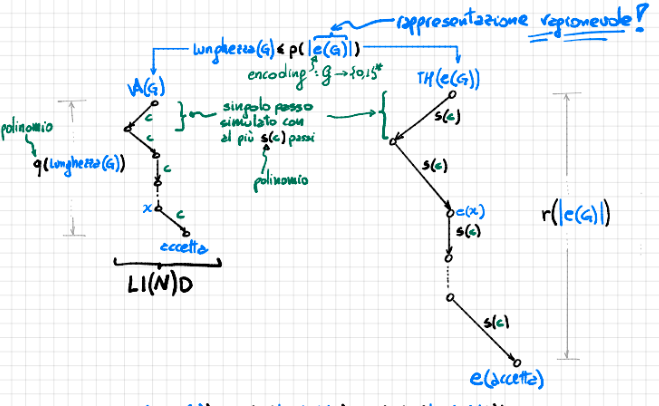 rappresentazione ragionevole!
lunghezza(G) ≤ p(|e(G)|)
encoding: G → {0,1}*
VA(G)
TM(e(G))
singolo passo
simulato con
al più s(c) passi
polinomio
polinomio
q(lunghezza(G))
c
c
c
x
c
accetta
LI(N)D
s(c)
s(c)
e(x)
s(c)
s(c)
e(accetta)
r(|e(G)|)